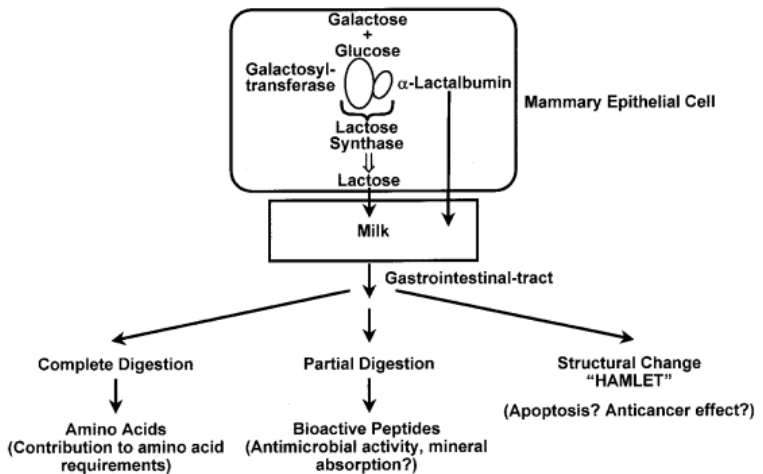 Galactose
+
Glucose
Galactosyl-
transferase
α-Lactalbumin
Mammary Epithelial Cell
Lactose
Synthase
Lactose
Milk
Gastrointestinal-tract
Complete Digestion
Partial Digestion
Structural Change
“HAMLET”
(Apoptosis? Anticancer effect?)
Amino Acids
(Contribution to amino acid
requirements)
Bioactive Peptides
(Antimicrobial activity, mineral
absorption?)